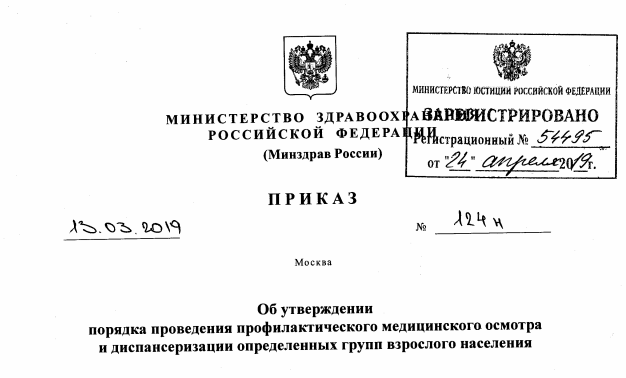 МИНИСТЕРСТВО ЮСТИЦИИ РОССИЙСКОЙ ФЕДЕРАЦИИ
ЗАРЕГИСТРИРОВАНО
Регистрационный № 54495
от "24" апреля 2019г.
МИНИСТЕРСТВО ЗДРАВООХРАНЕНИЯ
РОССИЙСКОЙ ФЕДЕРАЦИИ
(Минздрав России)
ПРИКАЗ
13.03.2019
№ 124н
Москва
Об утверждении
порядка проведения профилактического медицинского осмотра
и диспансеризации определенных групп взрослого населения